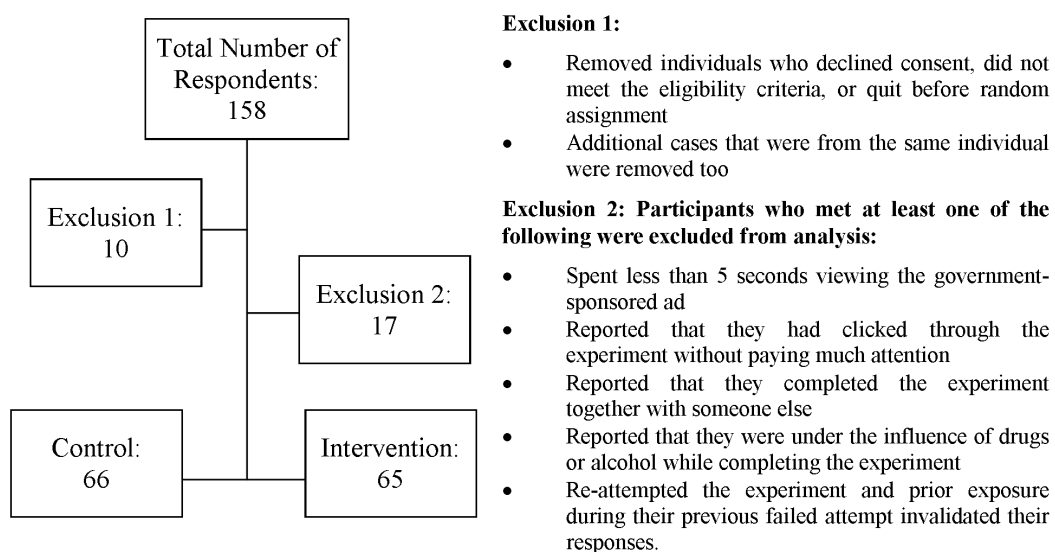 Total Number of
Respondents:
158
Exclusion 1:
10
Exclusion 2:
17
Control:
66
Intervention:
65
Exclusion 1:
• Removed individuals who declined consent, did not
meet the eligibility criteria, or quit before random
assignment
• Additional cases that were from the same individual
were removed too
Exclusion 2: Participants who met at least one of the
following were excluded from analysis:
• Spent less than 5 seconds viewing the government-
sponsored ad
• Reported that they had clicked through the
experiment without paying much attention
• Reported that they completed the experiment
together with someone else
• Reported that they were under the influence of drugs
or alcohol while completing the experiment
• Re-attempted the experiment and prior exposure
during their previous failed attempt invalidated their
responses.